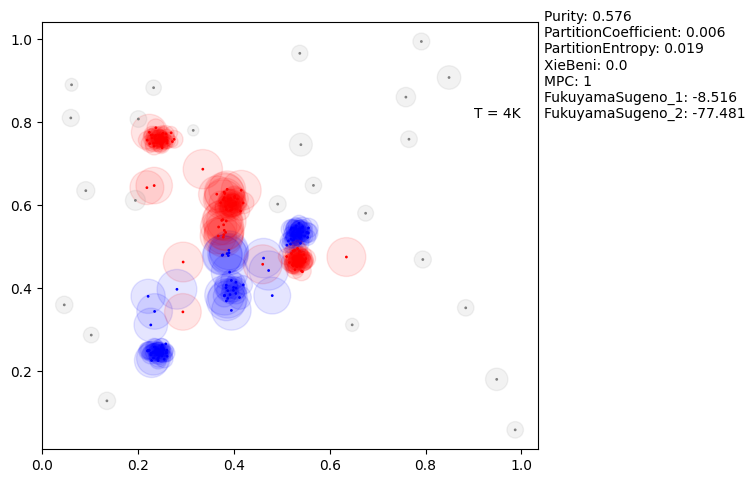 Purity: 0.576
PartitionCoefficient: 0.006
PartitionEntropy: 0.019
XieBeni: 0.0
MPC: 1
FukuyamaSugeno_1: -8.516
FukuyamaSugeno_2: -77.481
T = 4K
1.0
0.8
0.6
0.4
0.2
0.0 0.2 0.4 0.6 0.8 1.0